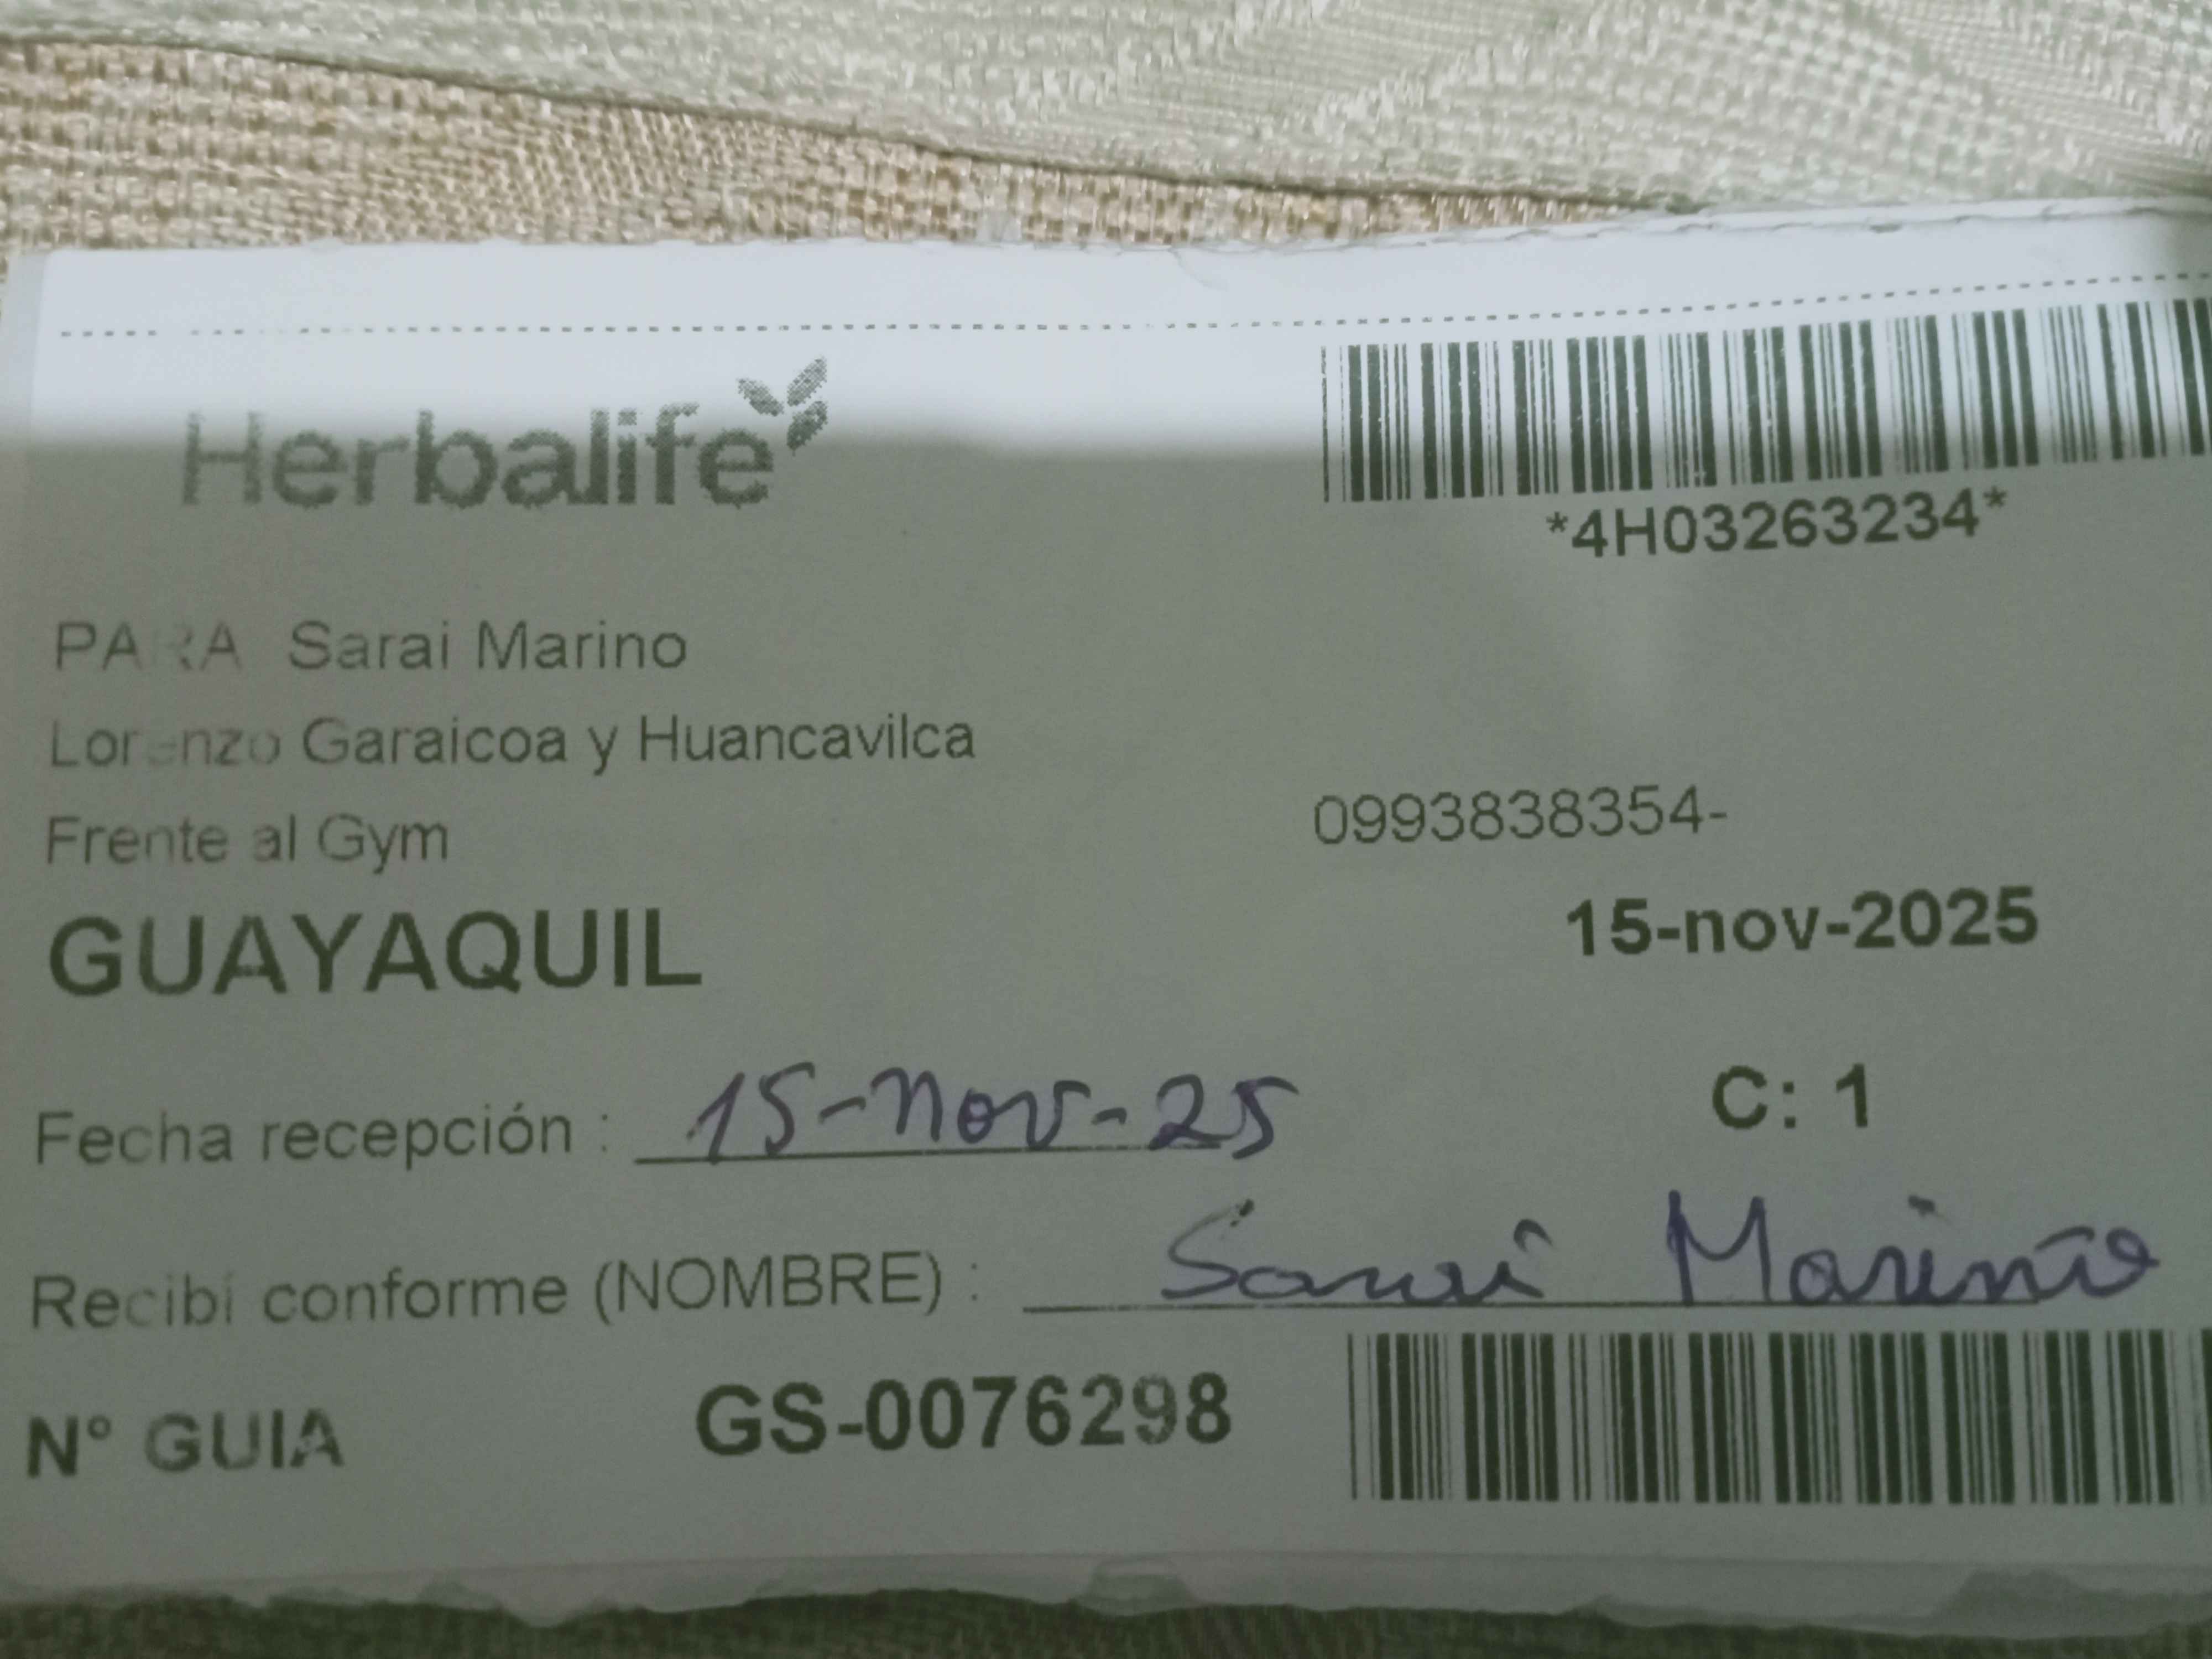 Herbalife
*4H03263234*
PARA Sarai Marino
Lorenzo Garaicoa y Huancavilca
Frente al Gym
0993838354-
GUAYAQUIL
15-nov-2025
Fecha recepción : 15-Nov-25
C: 1
Recibí conforme (NOMBRE) : Sarai Mariño
N° GUIA GS-0076298